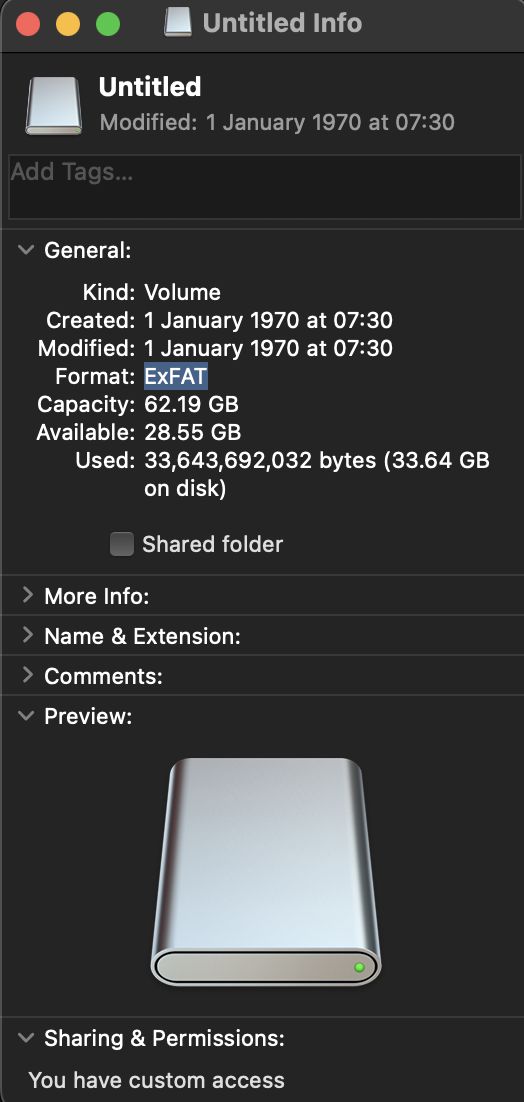 Untitled Info
Untitled
Modified: 1 January 1970 at 07:30
Add Tags...
General:
Kind: Volume
Created: 1 January 1970 at 07:30
Modified: 1 January 1970 at 07:30
Format: ExFAT
Capacity: 62.19 GB
Available: 28.55 GB
Used: 33,643,692,032 bytes (33.64 GB
on disk)
Shared folder
More Info:
Name & Extension:
Comments:
Preview:
Sharing & Permissions:
You have custom access